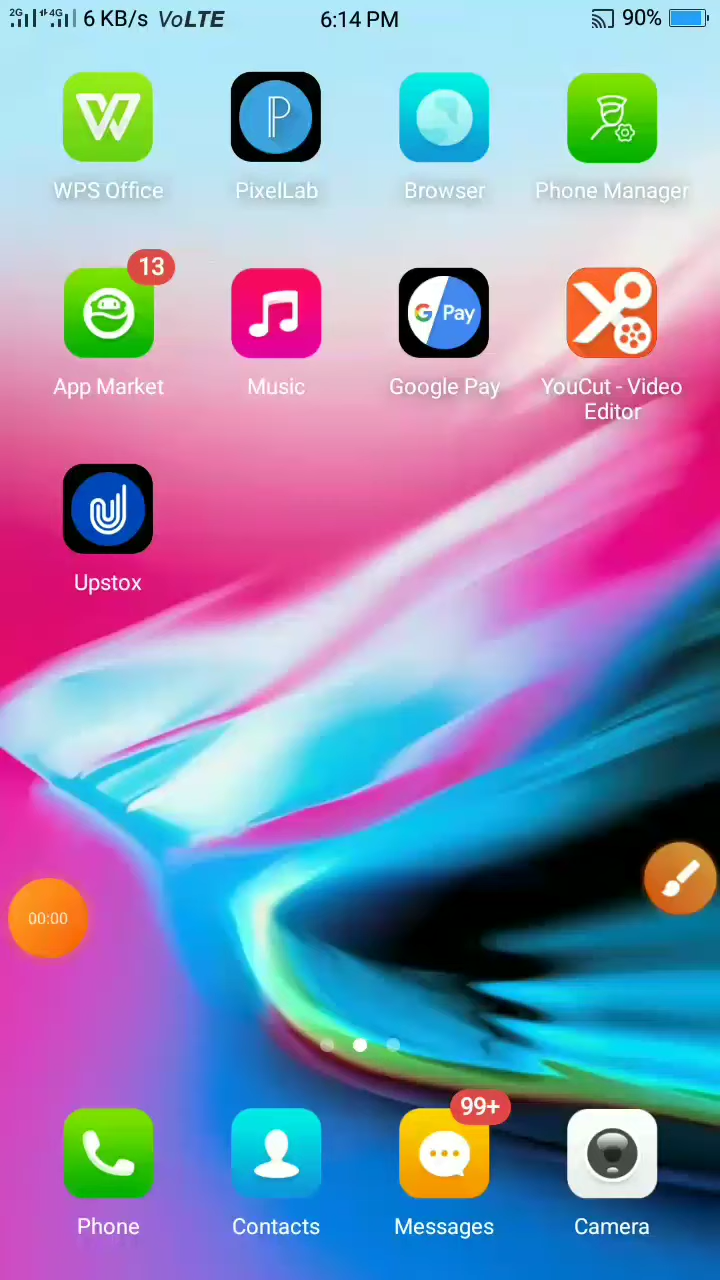 2G 4G 6 KB/s VoLTE 6:14 PM 90%
WPS Office PixelLab Browser Phone Manager
13
G Pay
App Market Music Google Pay YouCut - Video
Editor
Upstox
00:00
99+
Phone Contacts Messages Camera